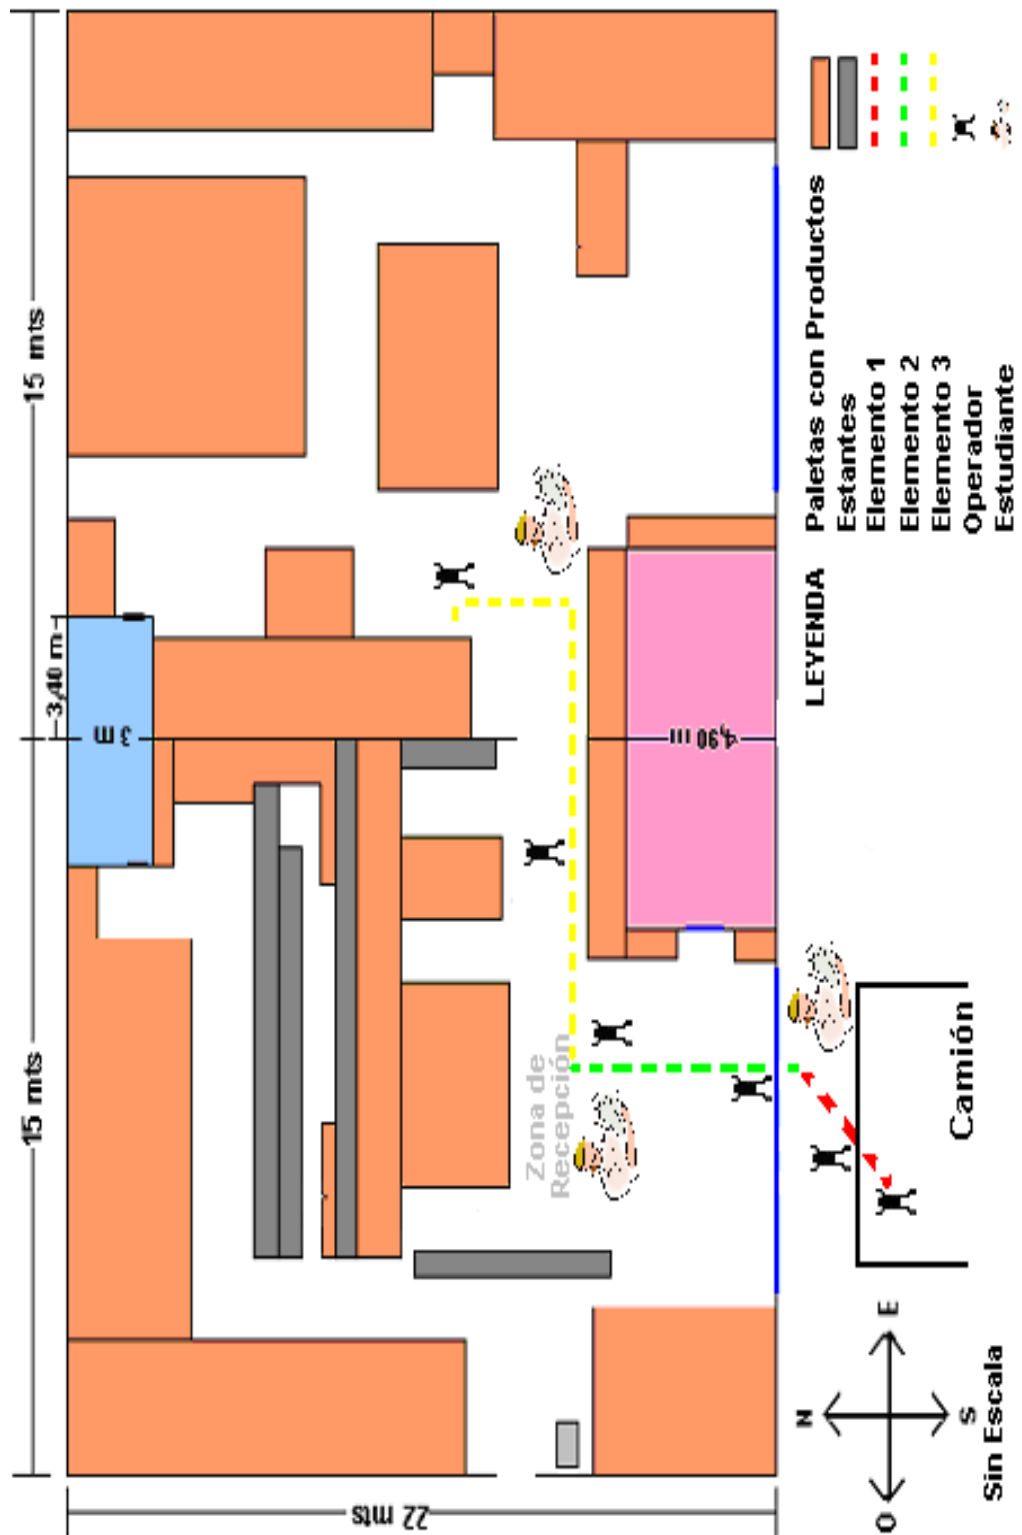 15 mts
15 mts
3,40 m
3 m
4,90 m
22 mts
Zona de
Recepción
Camión
LEYENDA
Paletas con Productos
Estantes
Elemento 1
Elemento 2
Elemento 3
Operador
Estudiante
N
O
E
S
Sin Escala